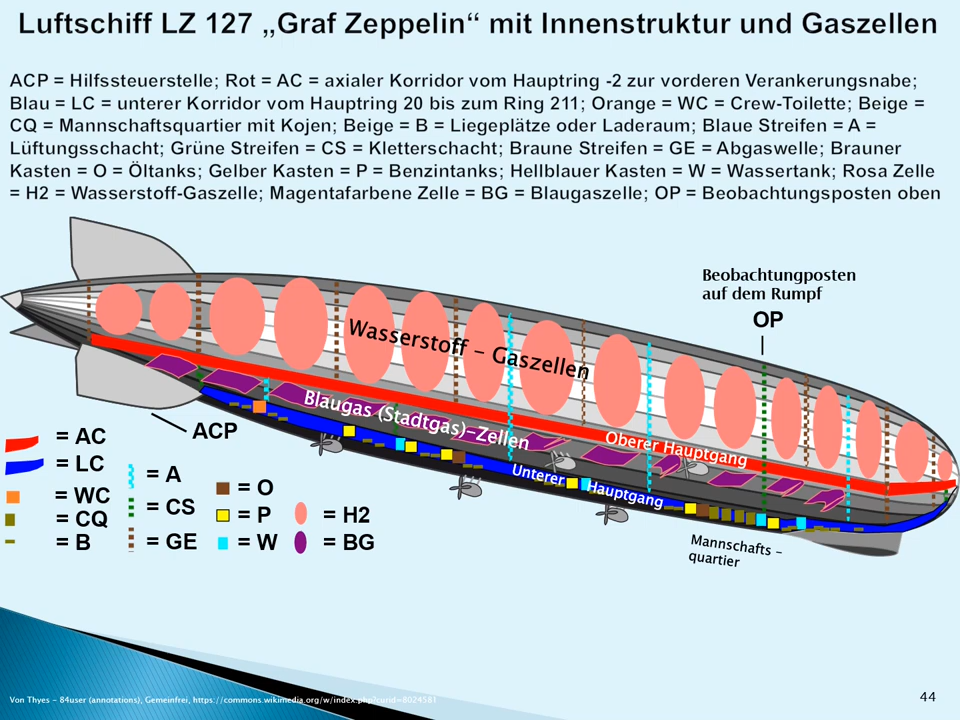 Luftschiff LZ 127 „Graf Zeppelin“ mit Innenstruktur und Gaszellen
ACP = Hilfssteuerstelle; Rot = AC = axialer Korridor vom Hauptring -2 zur vorderen Verankerungsnabe;
Blau = LC = unterer Korridor vom Hauptring 20 bis zum Ring 211; Orange = WC = Crew-Toilette; Beige =
CQ = Mannschaftsquartier mit Kojen; Beige = B = Liegeplätze oder Laderaum; Blaue Streifen = A =
Lüftungsschacht; Grüne Streifen = CS = Kletterschacht; Braune Streifen = GE = Abgaswelle; Brauner
Kasten = O = Öltanks; Gelber Kasten = P = Benzintanks; Hellblauer Kasten = W = Wassertank; Rosa Zelle
= H2 = Wasserstoff-Gaszelle; Magentafarbene Zelle = BG = Blaugaszelle; OP = Beobachtungsposten oben
Beobachtungposten
auf dem Rumpf
OP
Wasserstoff – Gaszellen
Blaugas (Stadtgas)-Zellen
Oberer Hauptgang
Unterer Hauptgang
ACP
Mannschafts –
quartier
= AC
= LC
= WC
= CQ
= B
= A
= CS
= GE
= O
= P
= W
= H2
= BG
Von Thyes - 84user (annotations), Gemeinfrei, https://commons.wikimedia.org/w/index.php?curid=8024581
44